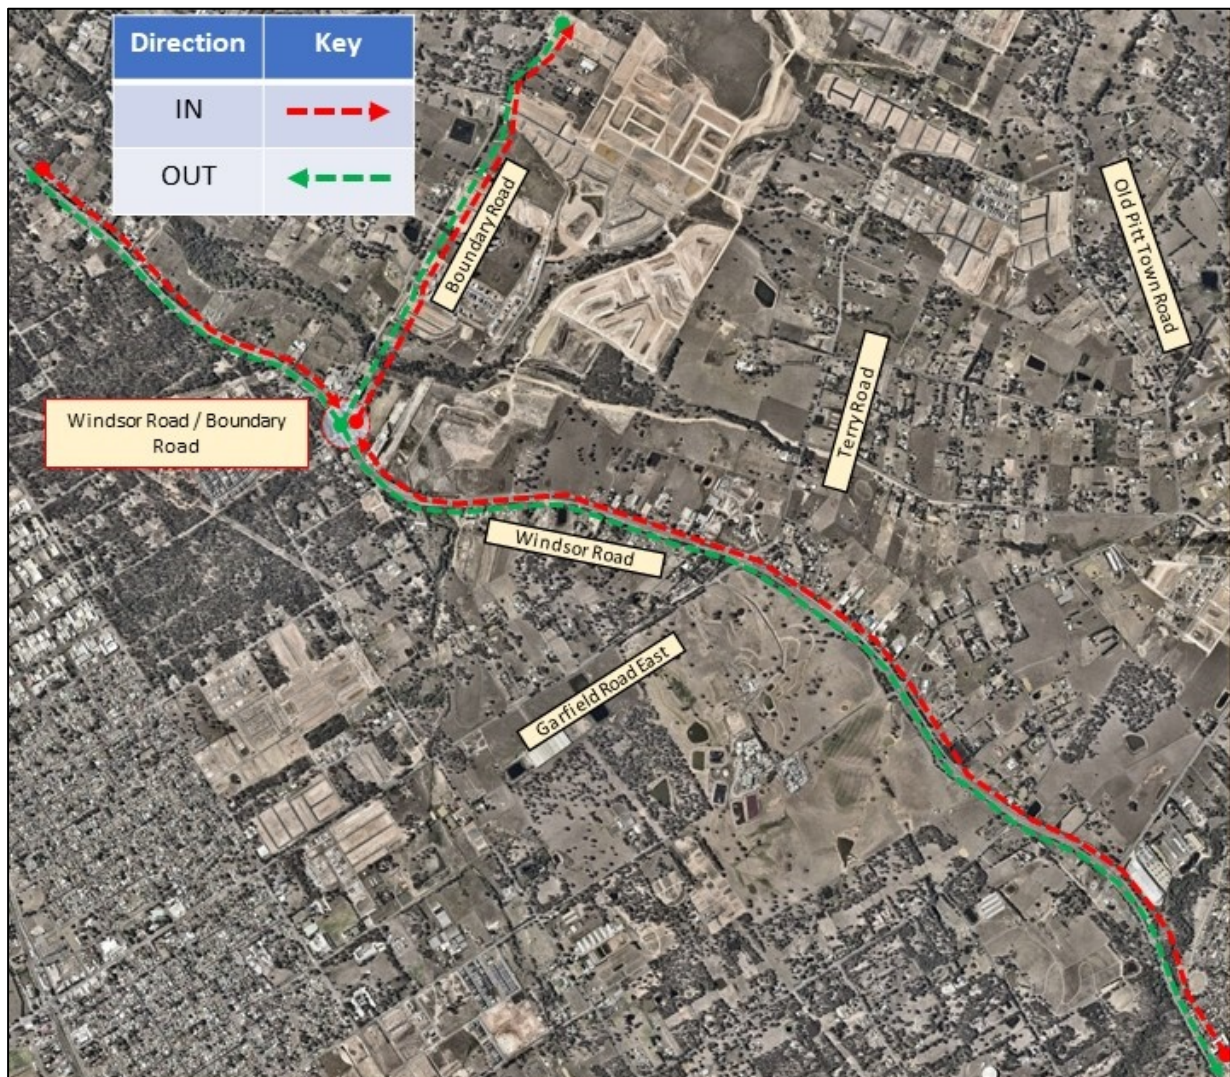 Direction Key
IN
OUT
Boundary Road
Old Pitt Town Road
Terry Road
Windsor Road / Boundary
Road
Windsor Road
Garfield Road East